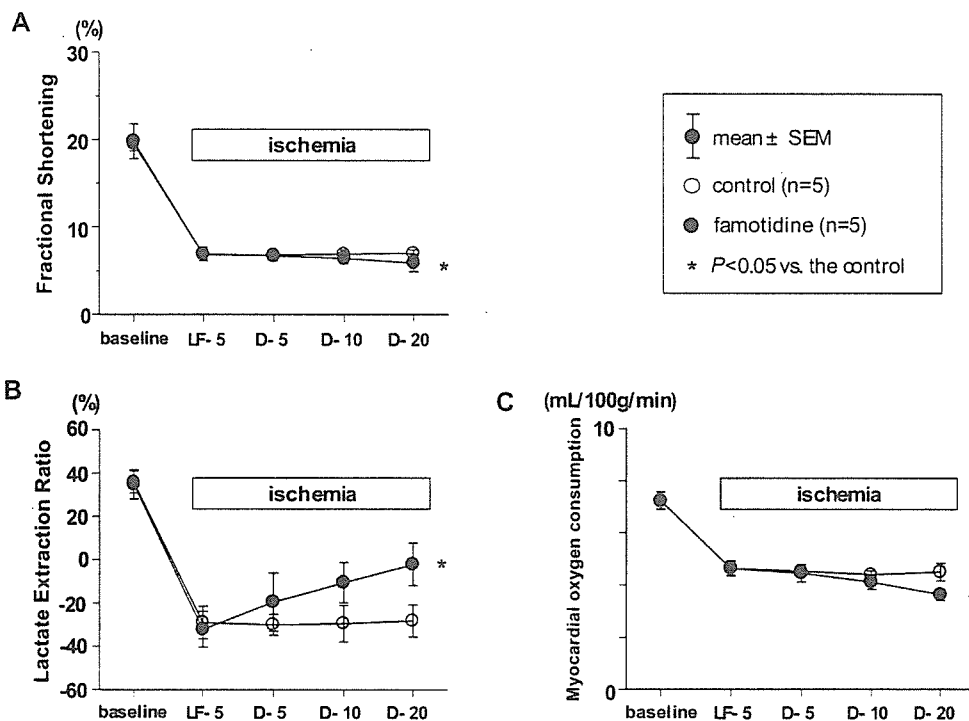 A
(%)
Fractional Shortening
30
20
10
0
ischemia
baseline LF- 5 D- 5 D- 10 D- 20
*
mean ± SEM
control (n=5)
famotidine (n=5)
* P<0.05 vs. the control
B
(%)
Lactate Extraction Ratio
60
40
20
0
-20
-40
-60
ischemia
*
baseline LF- 5 D- 5 D- 10 D- 20
C
(mL/100g/min)
Myocardial oxygen consumption
10
0
ischemia
baseline LF- 5 D- 5 D- 10 D- 20